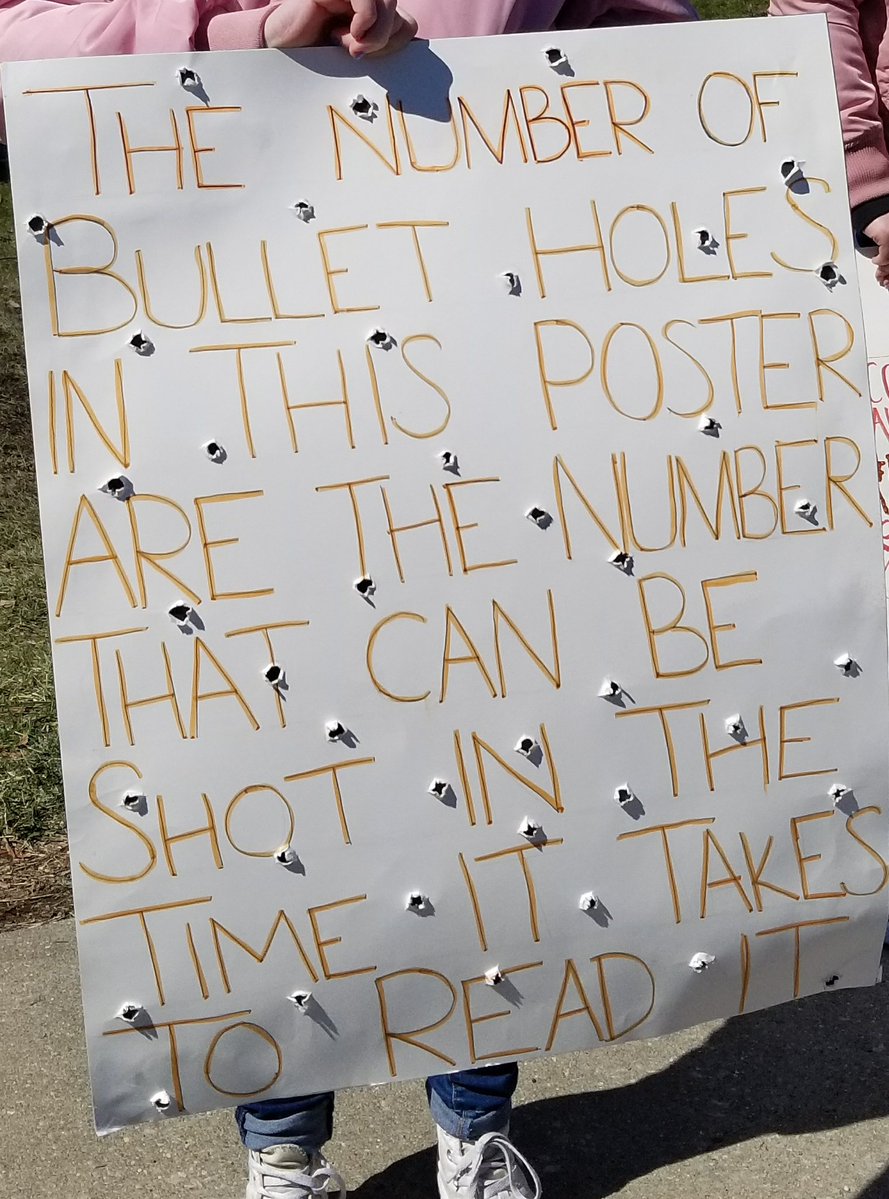 THE NUMBER OF
BULLET HOLES
IN THIS POSTER
ARE THE NUMBER
THAT CAN BE
SHOT IN THE
TIME IT TAKES
TO READ IT